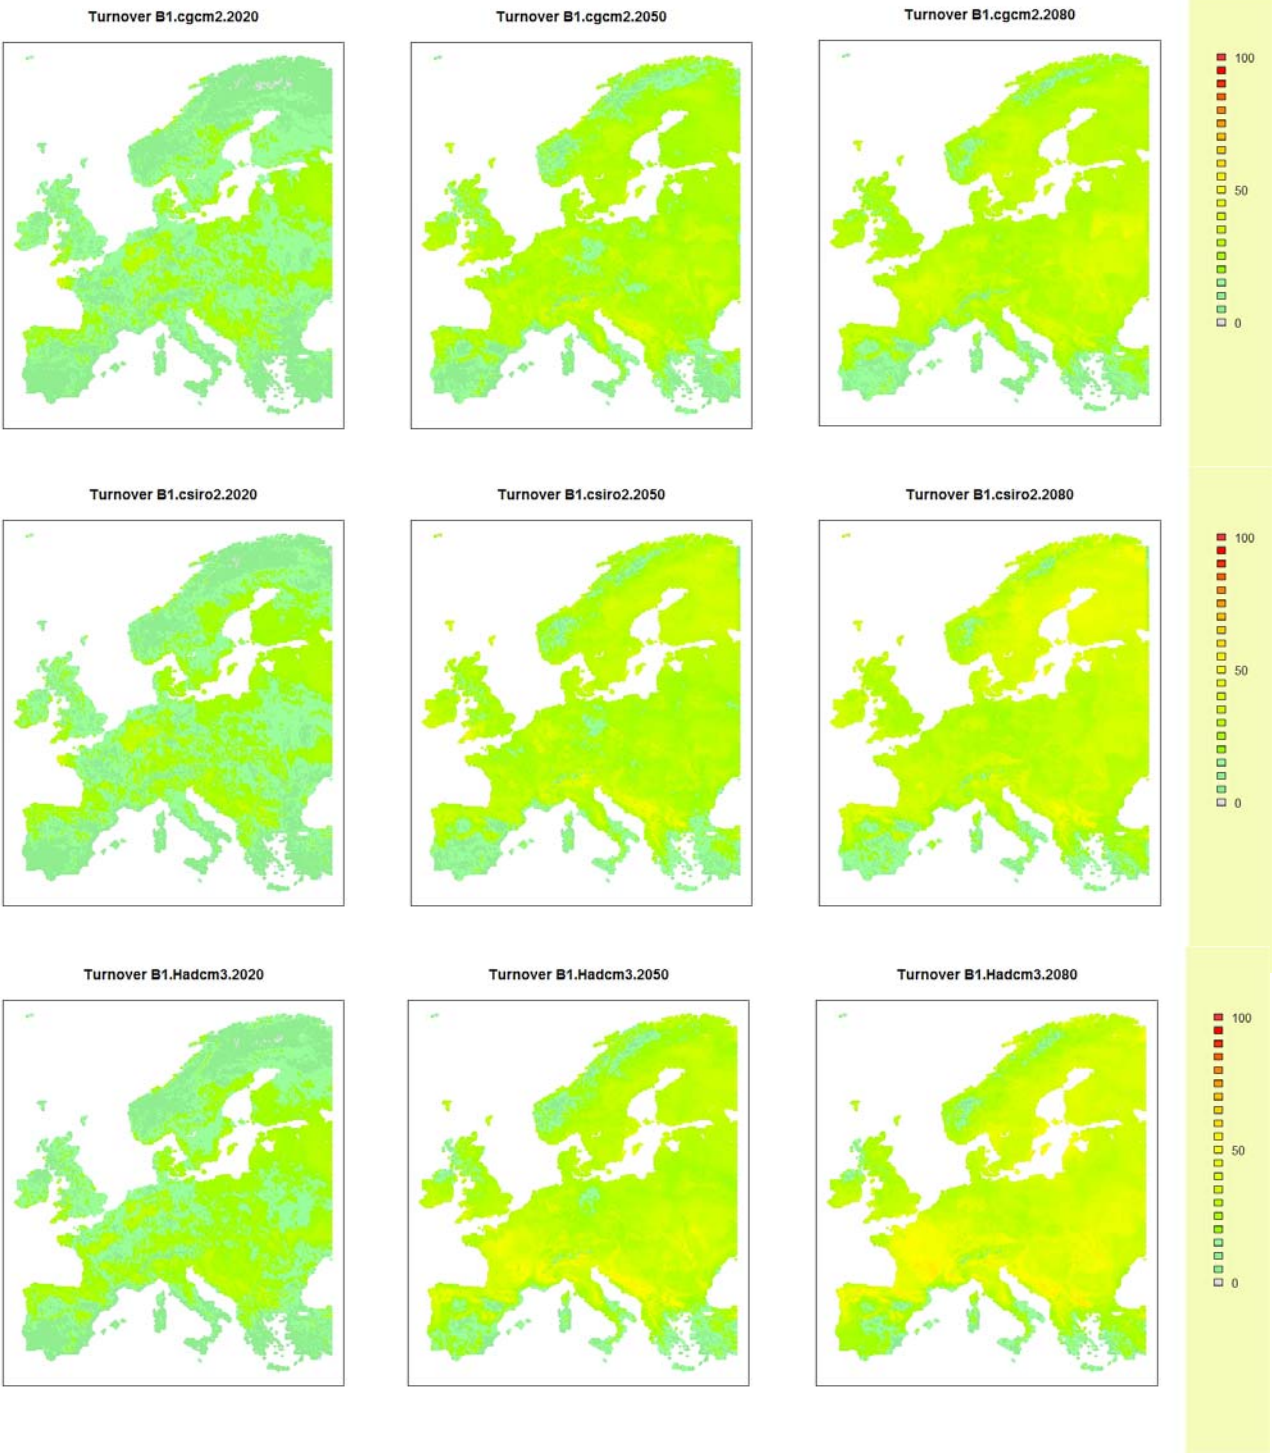 Turnover B1.cgcm2.2020
Turnover B1.cgcm2.2050
Turnover B1.cgcm2.2080
100
50
0
Turnover B1.csiro2.2020
Turnover B1.csiro2.2050
Turnover B1.csiro2.2080
100
50
0
Turnover B1.Hadcm3.2020
Turnover B1.Hadcm3.2050
Turnover B1.Hadcm3.2080
100
50
0